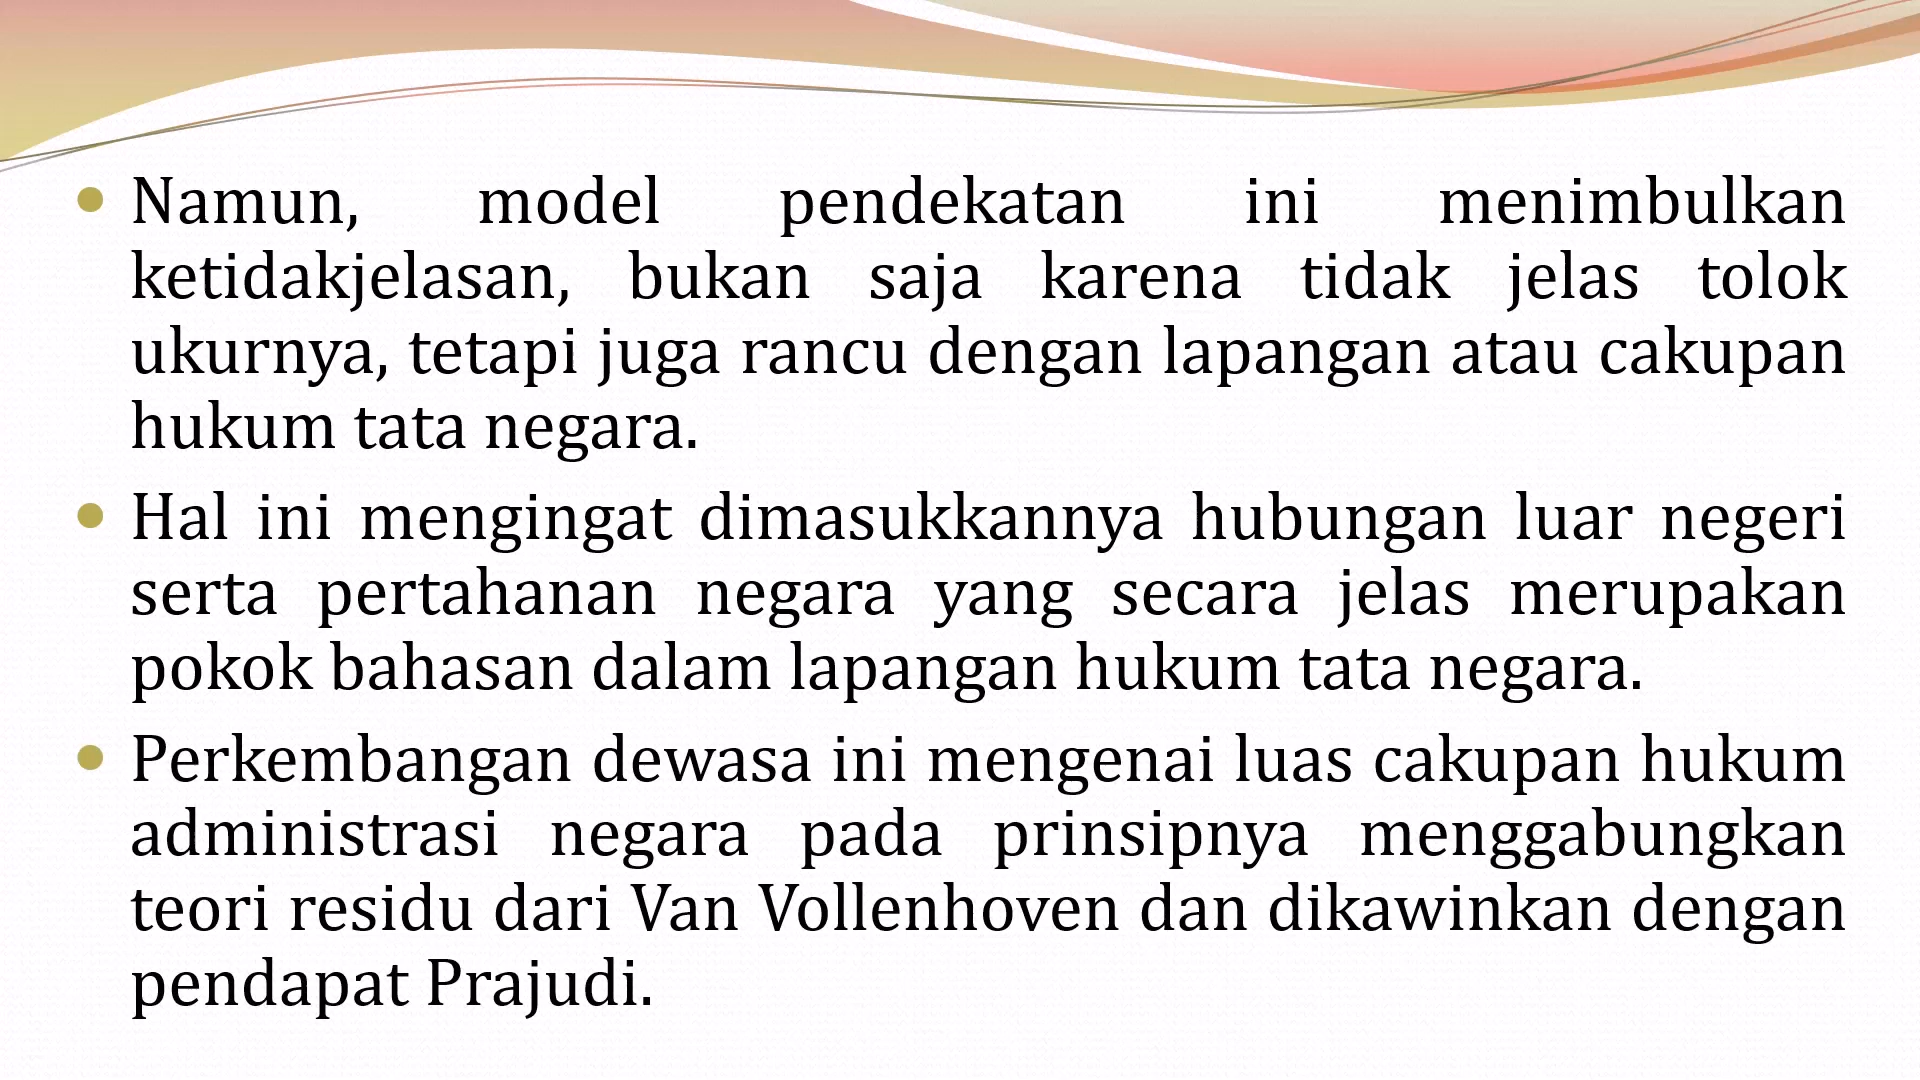 Namun, model pendekatan ini menimbulkan
ketidakjelasan, bukan saja karena tidak jelas tolok
ukurnya, tetapi juga rancu dengan lapangan atau cakupan
hukum tata negara.
Hal ini mengingat dimasukkannya hubungan luar negeri
serta pertahanan negara yang secara jelas merupakan
pokok bahasan dalam lapangan hukum tata negara.
Perkembangan dewasa ini mengenai luas cakupan hukum
administrasi negara pada prinsipnya menggabungkan
teori residu dari Van Vollenhoven dan dikawinkan dengan
pendapat Prajudi.